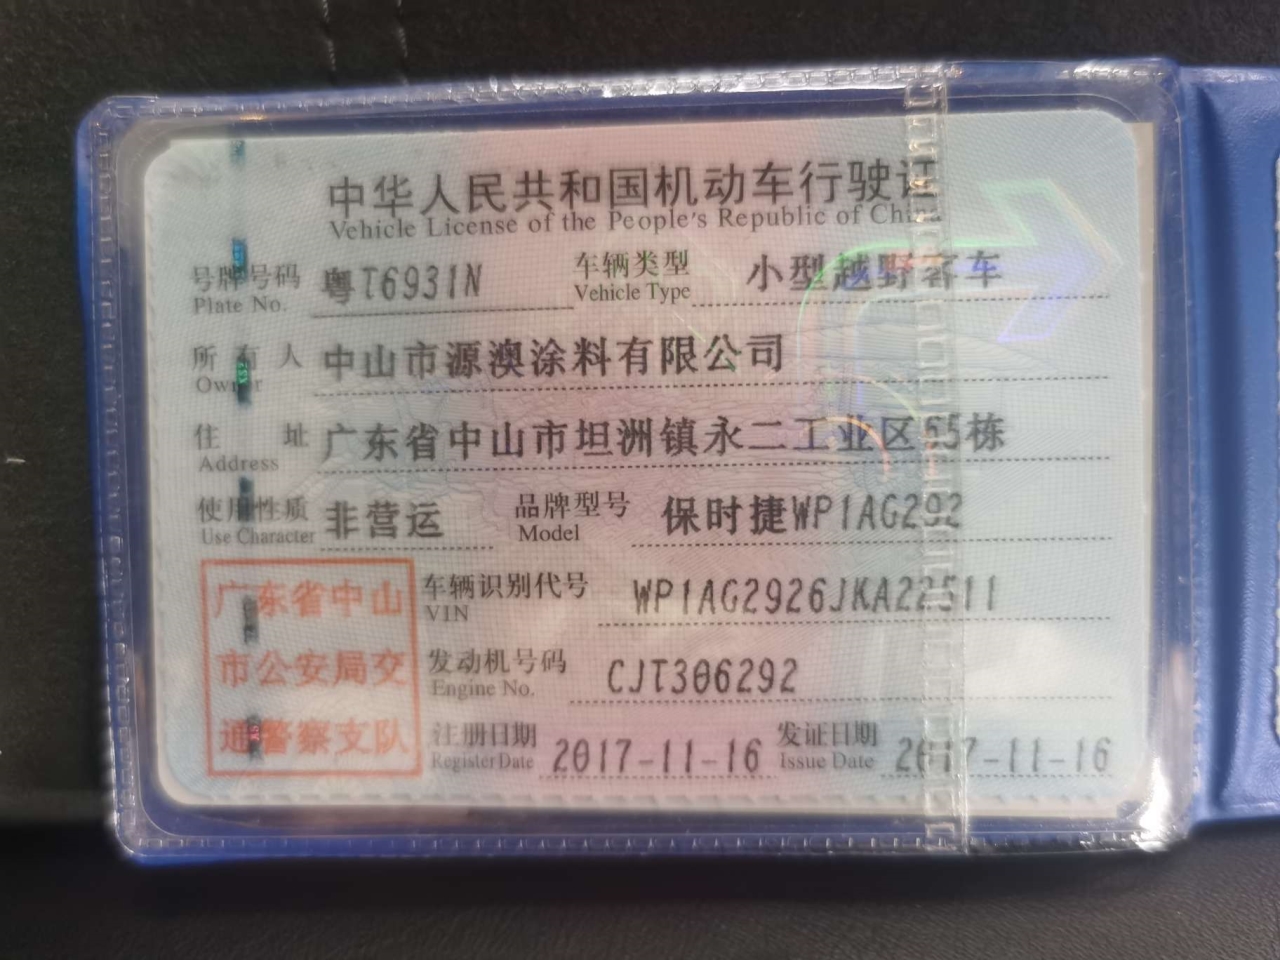 中华人民共和国机动车行驶证
Vehicle License of the People's Republic of China
号牌号码 粤T6931N 车辆类型 小型越野客车
Plate No. Vehicle Type
所有人 中山市源澳涂料有限公司
Owner
住址 广东省中山市坦洲镇永二工业区65栋
Address
使用性质 非营运 品牌型号 保时捷WP1AG292
Use Character Model
广东省中山 车辆识别代号 WP1AG2926JKA22511
VIN
市公安局交 发动机号码 CJT306292
Engine No.
通警察支队 注册日期 2017-11-16 发证日期 2017-11-16
Register Date Issue Date